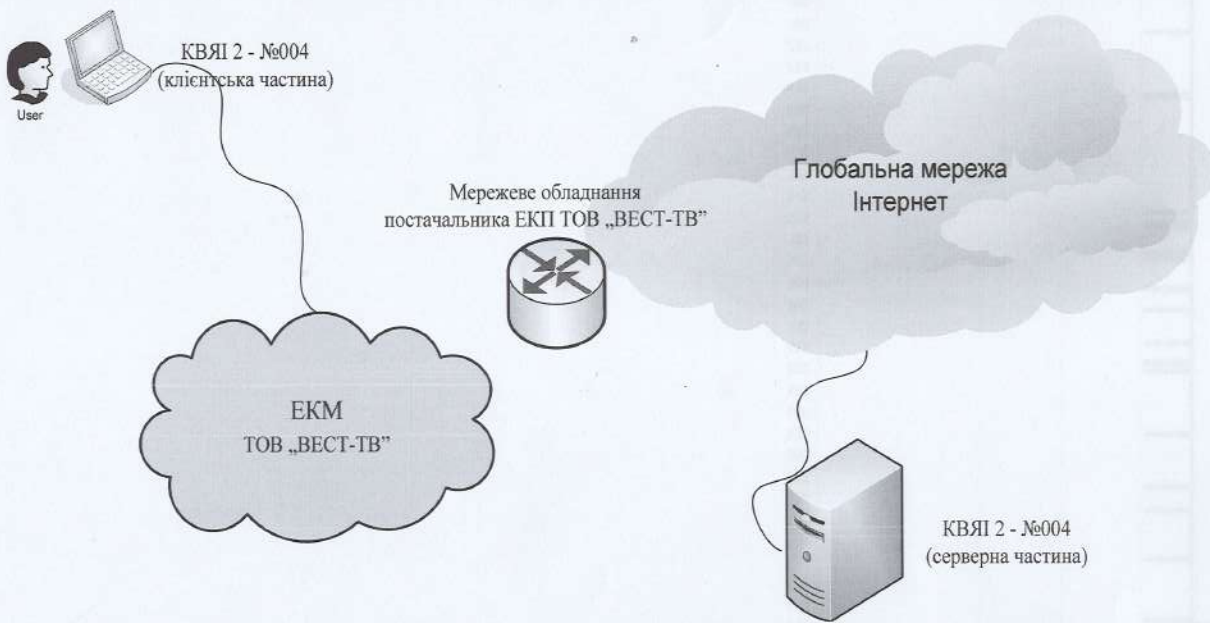 КВЯІ 2 - №004
(клієнтська частина)
User
Мережеве обладнання
постачальника ЕКП ТОВ „ВЕСТ-ТВ”
Глобальна мережа
Інтернет
ЕКМ
ТОВ „ВЕСТ-ТВ”
КВЯІ 2 - №004
(серверна частина)